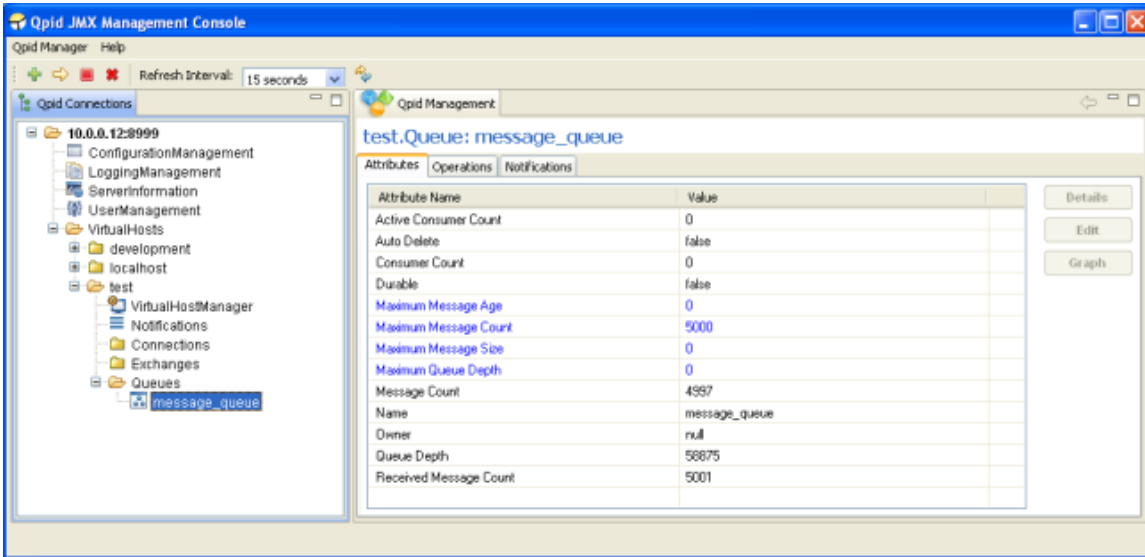 Qpid JMX Management Console
Qpid Manager Help
Refresh Interval: 15 seconds
Qpid Connections
10.0.0.12:8999
ConfigurationManagement
LoggingManagement
ServerInformation
UserManagement
VirtualHosts
development
localhost
test
VirtualHostManager
Notifications
Connections
Exchanges
Queues
message_queue
Qpid Management
test.Queue: message_queue
Attributes Operations Notifications
Attribute Name Value
Active Consumer Count 0
Auto Delete false
Consumer Count 0
Durable false
Maximum Message Age 0
Maximum Message Count 5000
Maximum Message Size 0
Maximum Queue Depth 0
Message Count 4997
Name message_queue
Owner null
Queue Depth 58875
Received Message Count 5001
Details
Edit
Graph